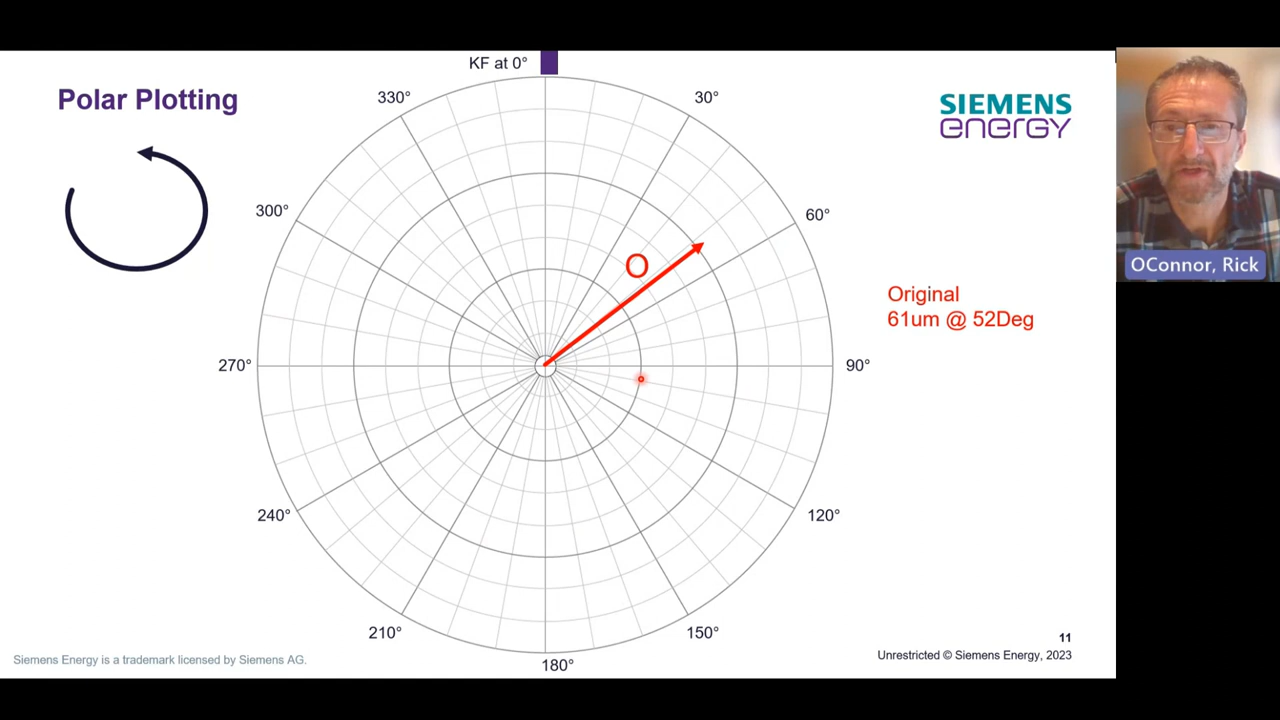 Polar Plotting
KF at 0°
330°
30°
SIEMENS
energy
300°
60°
O
OConnor, Rick
Original
61um @ 52Deg
270°
90°
240°
120°
210°
150°
11
180°
Siemens Energy is a trademark licensed by Siemens AG.
Unrestricted © Siemens Energy, 2023